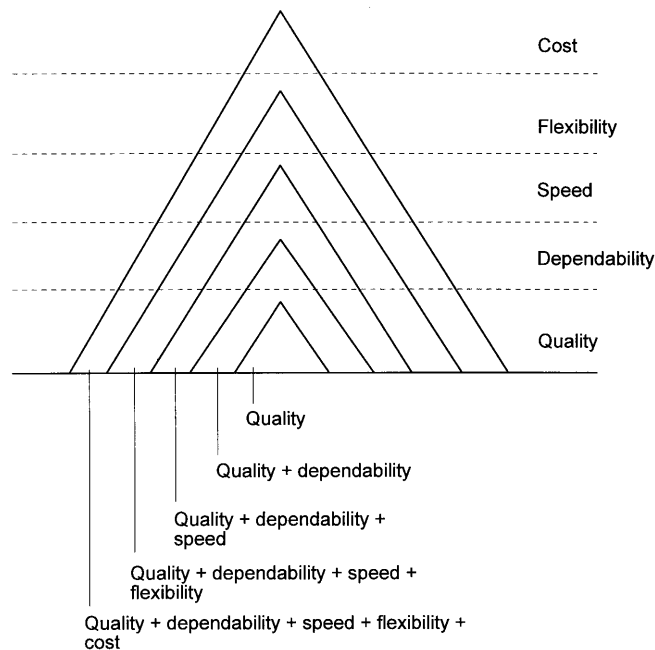 Cost
Flexibility
Speed
Dependability
Quality
Quality
Quality + dependability
Quality + dependability +
speed
Quality + dependability + speed +
flexibility
Quality + dependability + speed + flexibility +
cost